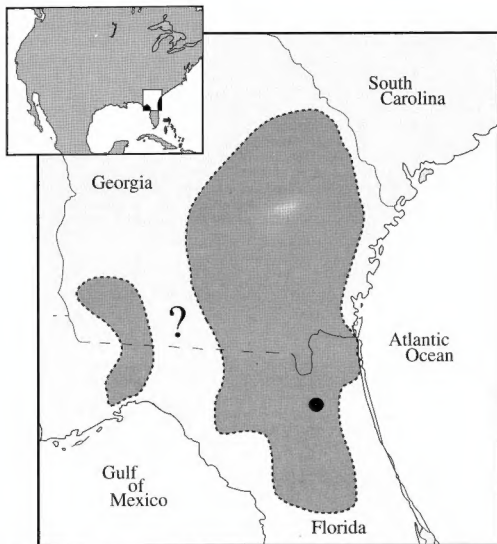 South
Carolina
Georgia
?
Atlantic
Ocean
Gulf
of
Mexico
Florida